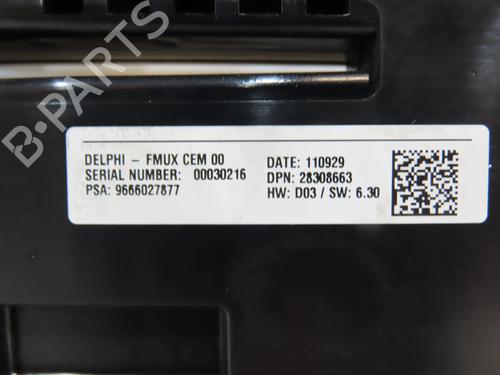 DELPHI – FMUX CEM 00
SERIAL NUMBER: 00030216
PSA: 9666027877
DATE: 110929
DPN: 28308663
HW: D03 / SW: 6.30
B-PARTS